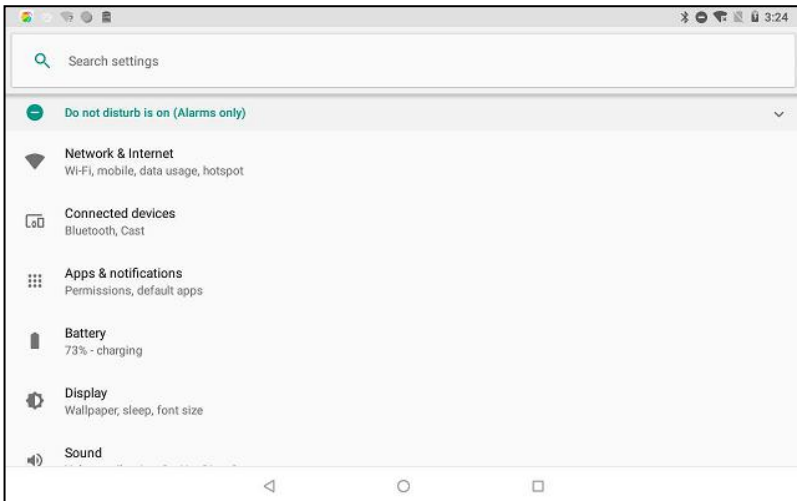 3:24
Search settings
Do not disturb is on (Alarms only)
Network & Internet
Wi-Fi, mobile, data usage, hotspot
Connected devices
Bluetooth, Cast
Apps & notifications
Permissions, default apps
Battery
73% - charging
Display
Wallpaper, sleep, font size
Sound